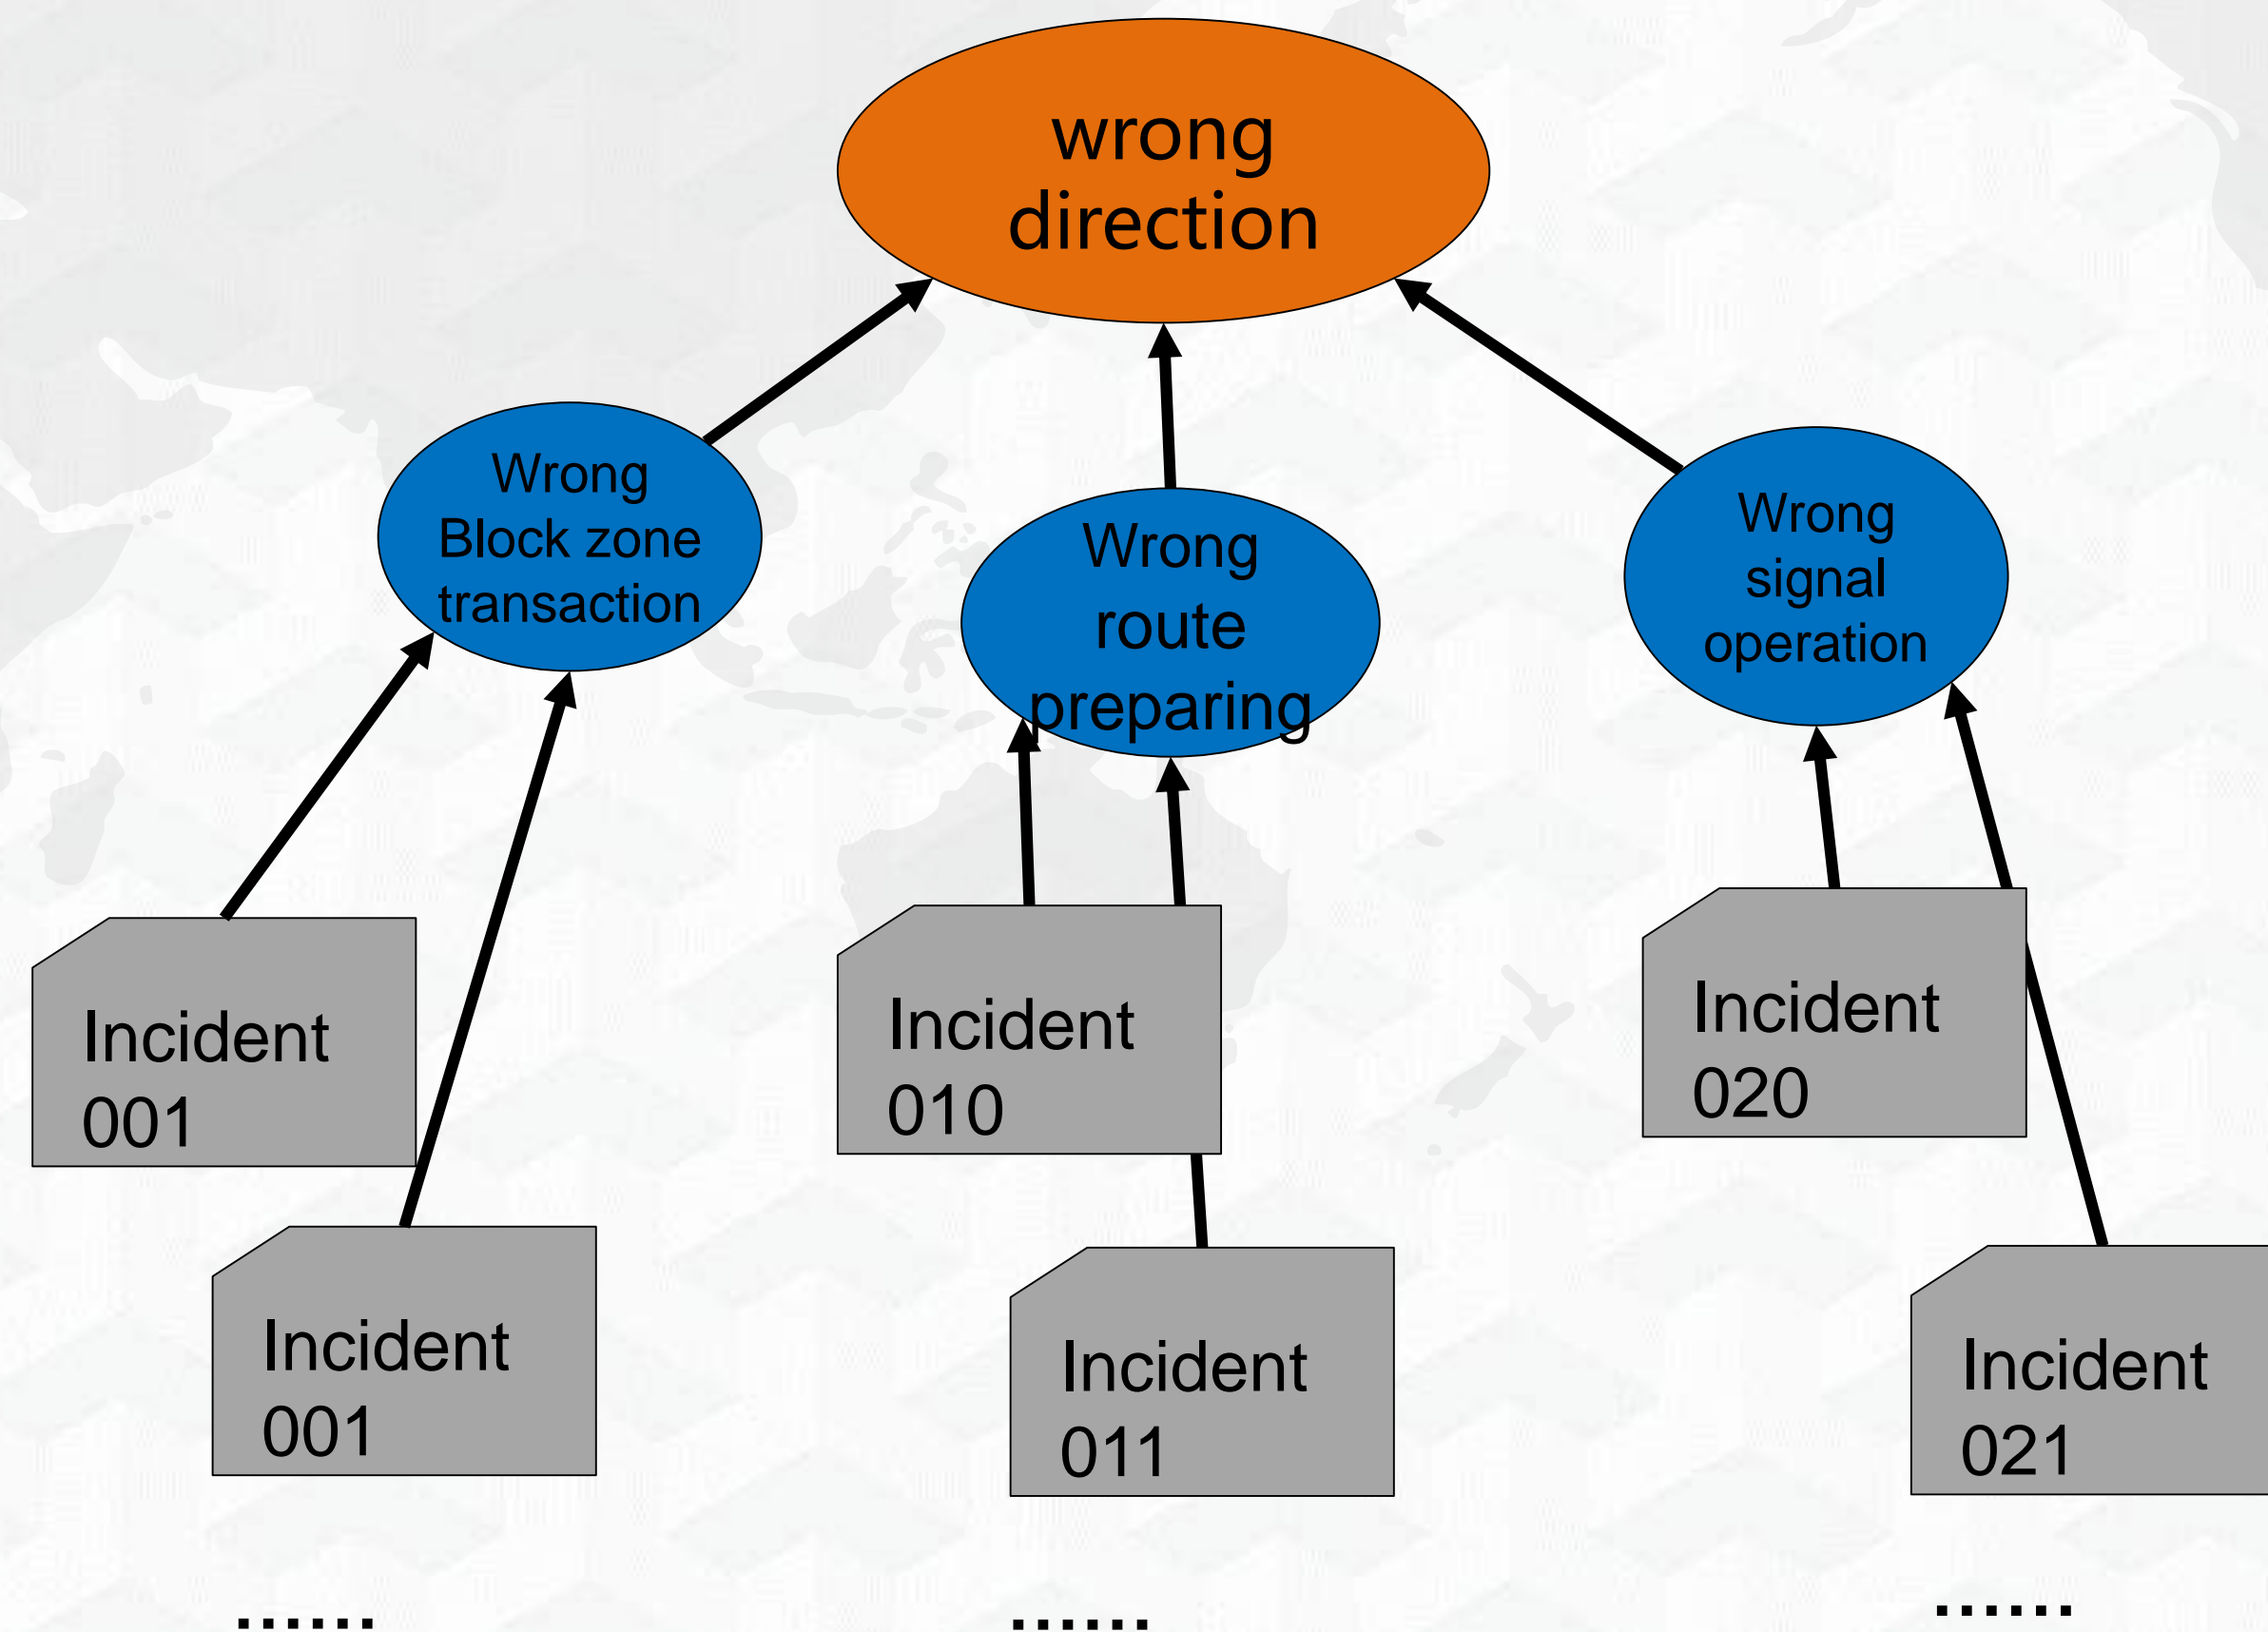 wrong
direction
Wrong
Block zone
transaction
Wrong
route
preparing
Wrong
signal
operation
Incident
001
Incident
010
Incident
020
Incident
001
Incident
011
Incident
021
......
......
......